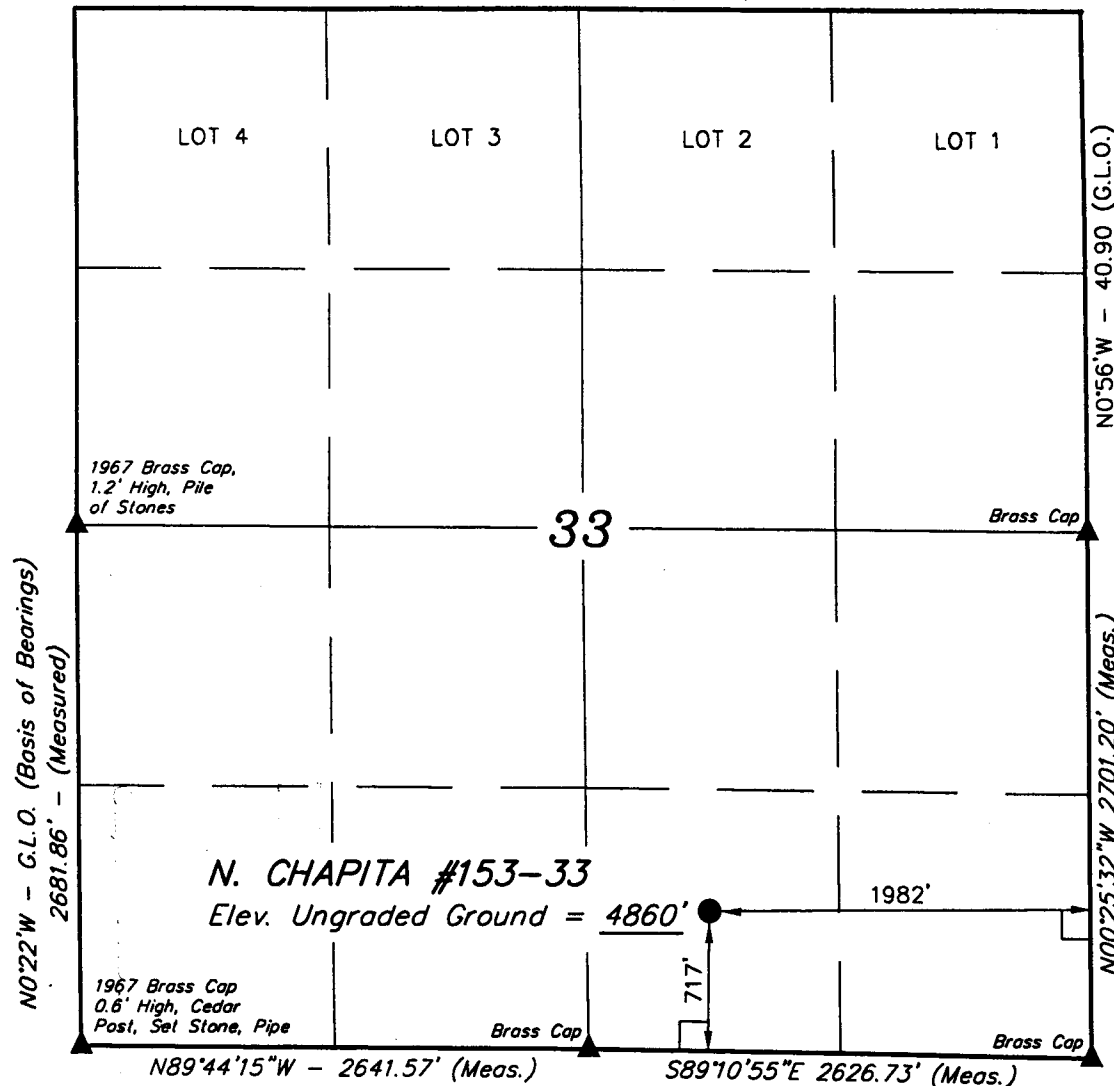 LOT 4
LOT 3
LOT 2
LOT 1
N0°56'W - 40.90 (G.L.O.)
1967 Brass Cap,
1.2' High, Pile
of Stones
33
Brass Cap
N0°22'W - G.L.O. (Basis of Bearings)
2681.86' - (Measured)
N00°25'32"W 2701.20' (Meas.)
N. CHAPITA #153-33
Elev. Ungraded Ground = 4860'
1982'
717'
1967 Brass Cap
0.6' High, Cedar
Post, Set Stone, Pipe
Brass Cap
Brass Cap
N89°44'15"W - 2641.57' (Meas.)
S89°10'55"E 2626.73' (Meas.)